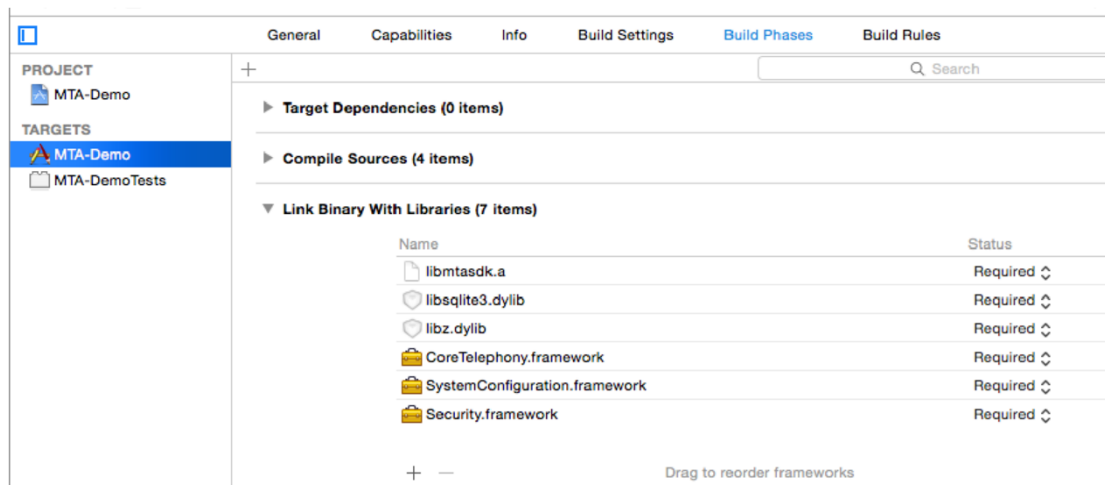 General Capabilities Info Build Settings Build Phases Build Rules
PROJECT
MTA-Demo
TARGETS
MTA-Demo
MTA-DemoTests
Search
Target Dependencies (0 items)
Compile Sources (4 items)
Link Binary With Libraries (7 items)
Name Status
libmtasdk.a Required
libsqlite3.dylib Required
libz.dylib Required
CoreTelephony.framework Required
SystemConfiguration.framework Required
Security.framework Required
Drag to reorder frameworks